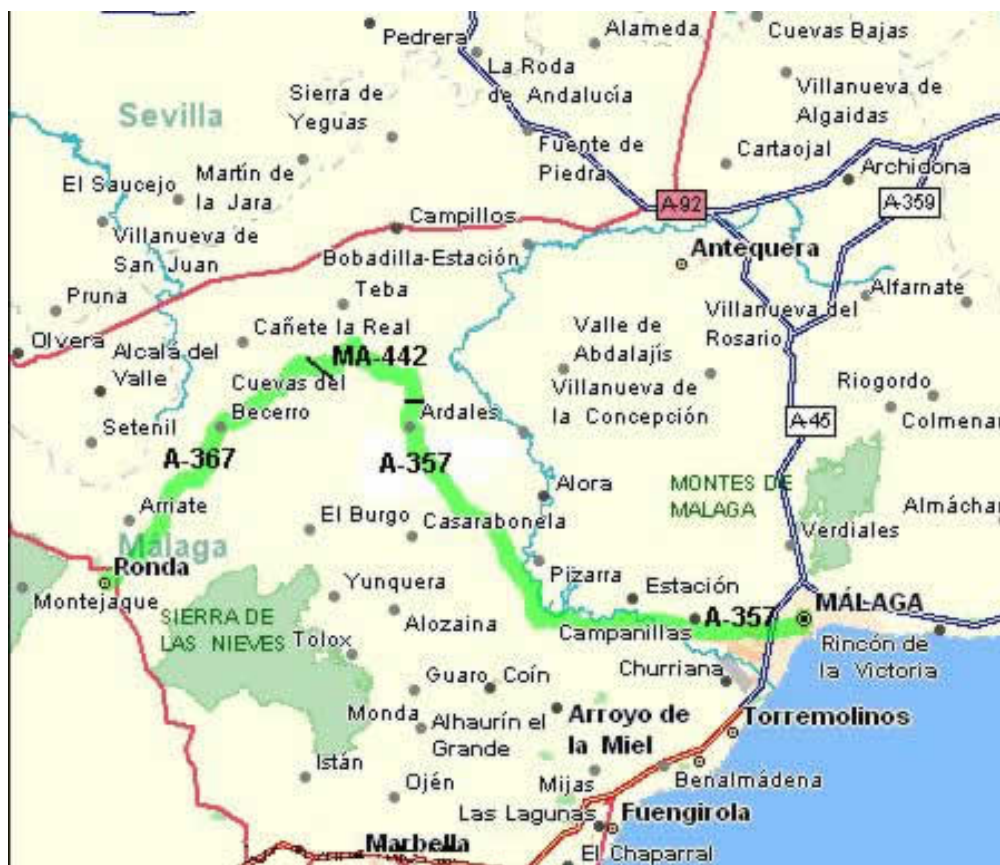 Pedrera
Alameda
Cuevas Bajas
La Roda
de Andalucía
Sevilla
Sierra de
Yeguas
Villanueva de
Algaidas
Fuente de
Piedra
Cartaojal
Archidona
El Saucejo
Martín de
la Jara
A-92
A-359
Campillos
Villanueva de
San Juan
Bobadilla-Estación
Antequera
Pruna
Teba
Alfarnate
Olvera
Cañete la Real
Villanueva del
Rosario
Alcalá del
Valle
MA-442
Valle de
Abdalajís
Cuevas del
Becerro
Villanueva de
la Concepción
Riogordo
Colmenar
Setenil
Ardales
A-45
A-367
A-357
Alora
MONTES DE
MALAGA
Arriate
El Burgo
Casarabonela
Almáchar
Verdiales
Málaga
Ronda
Pizarra
Montejaque
Yunquera
Estación
MÁLAGA
SIERRA DE
LAS NIEVES
Alozaina
Campanillas
A-357
Tolox
Churriana
Rincón de
la Victoria
Guaro
Coín
Monda
Alhaurín el
Grande
Arroyo de
la Miel
Torremolinos
Istán
Ojén
Mijas
Benalmádena
Las Lagunas
Fuengirola
Marbella
El Chaparral